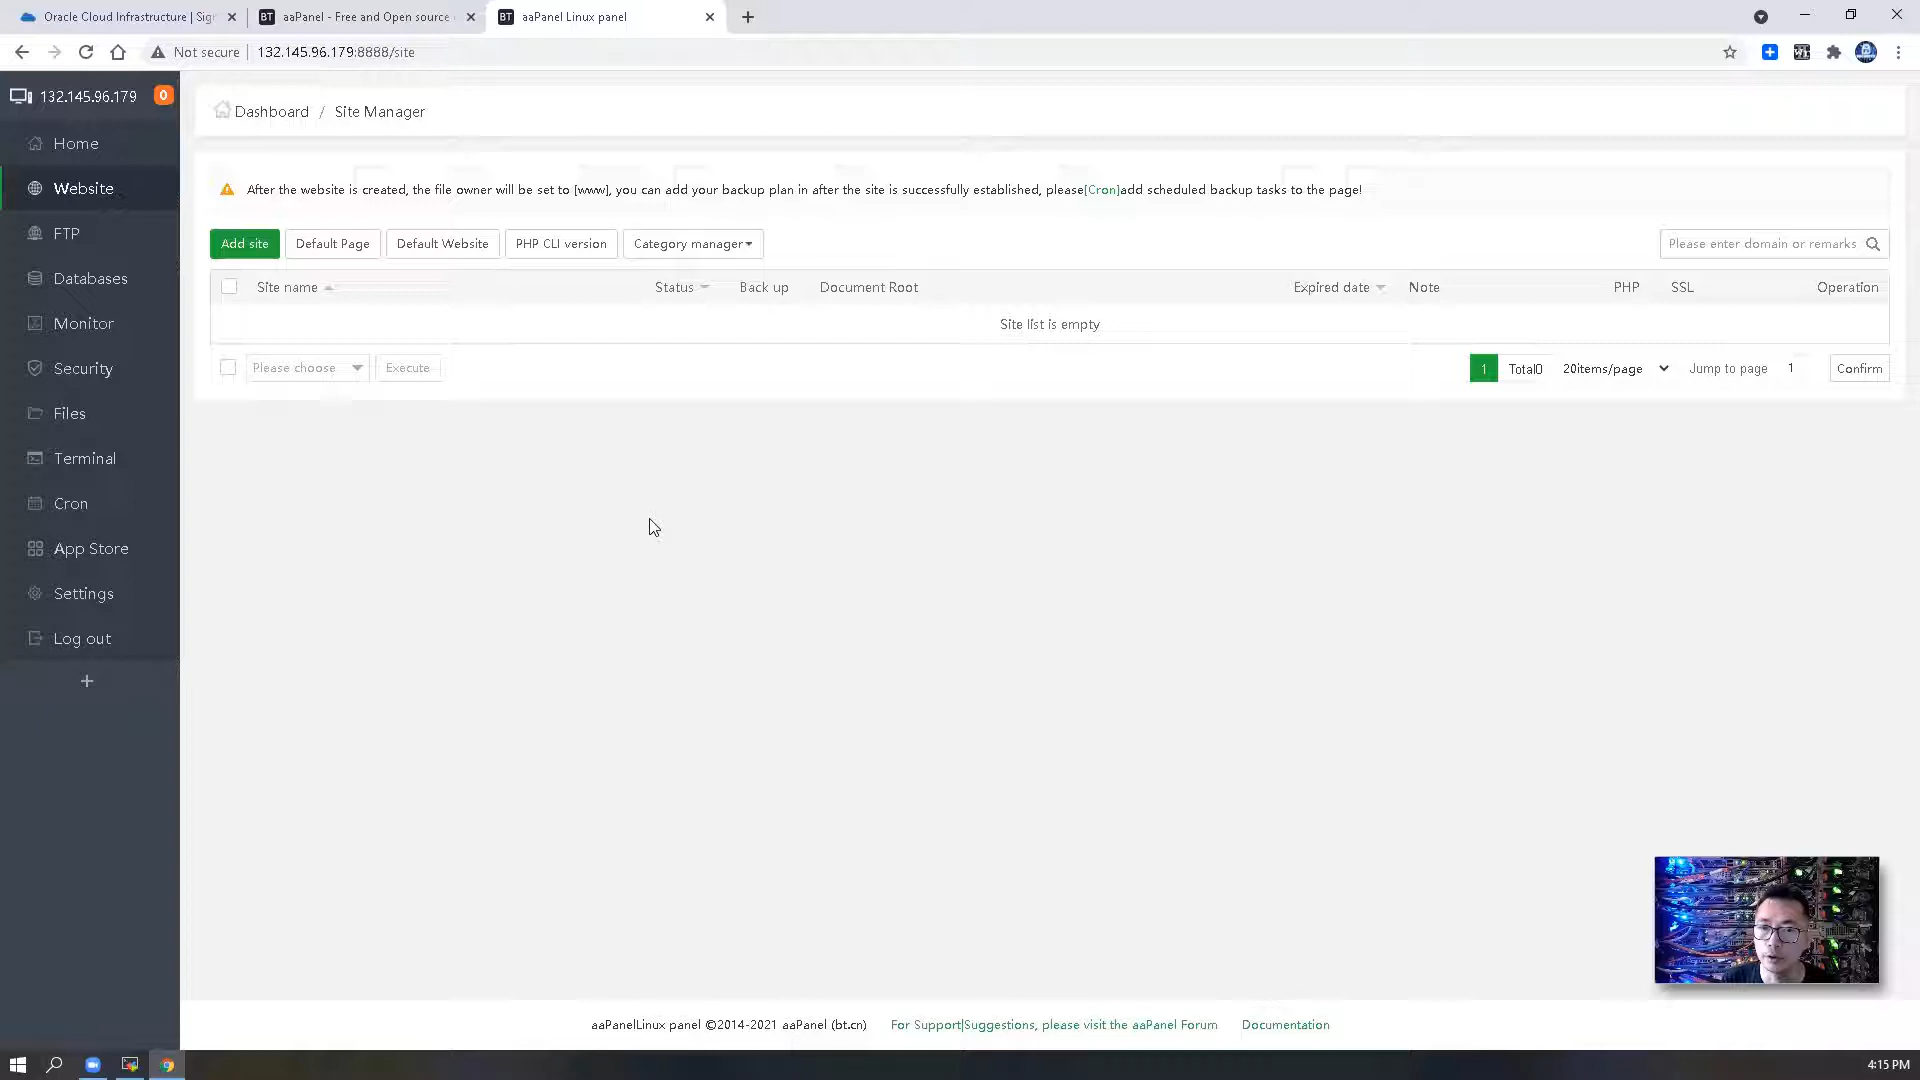 Oracle Cloud Infrastructure | Sig
aaPanel - Free and Open source
aaPanel Linux panel
Not secure
132.145.96.179:8888/site
132.145.96.179
0
Dashboard / Site Manager
Home
Website
FTP
Databases
Monitor
Security
Files
Terminal
Cron
App Store
Settings
Log out
+
After the website is created, the file owner will be set to [www], you can add your backup plan in after the site is successfully established, please[Cron]add scheduled backup tasks to the page!
Add site
Default Page
Default Website
PHP CLI version
Category manager
Please enter domain or remarks
Site name Status Back up Document Root Expired date Note PHP SSL Operation
Site list is empty
Please choose
Execute
1 Total0 20items/page Jump to page 1 Confirm
aaPanelLinux panel ©2014-2021 aaPanel (bt.cn) For Support|Suggestions, please visit the aaPanel Forum Documentation
4:15 PM